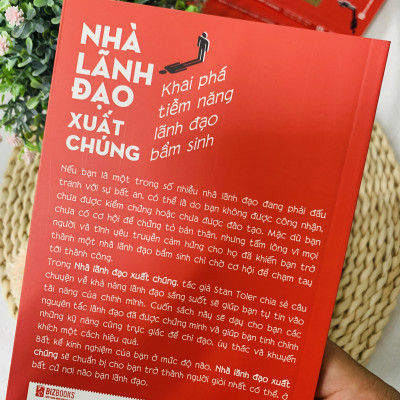 NHÀ
LÃNH
ĐẠO
XUẤT
CHÚNG
Khai phá
tiềm năng
lãnh đạo
bẩm sinh
Nếu bạn là một trong số nhiều nhà lãnh đạo đang phải đấu
tranh với sự bất an, có thể là do bạn không được công nhận,
chưa được kiểm chứng hoặc chưa được đào tạo. Mặc dù bạn
chưa có cơ hội để chứng tỏ bản thân, nhưng tấm lòng vì mọi
người và tình yêu truyền cảm hứng cho họ đã khiến bạn trở
thành một nhà lãnh đạo bẩm sinh chỉ chờ cơ hội để chạm tay
tới thành công.
Trong Nhà lãnh đạo xuất chúng, tác giả Stan Toler chia sẻ câu
chuyện về khả năng lãnh đạo sáng suốt sẽ giúp bạn tự tin vào
tài năng của chính mình. Cuốn sách này sẽ dạy cho bạn các
nguyên tắc lãnh đạo đã được chứng minh và giúp bạn tinh chỉnh
những kỹ năng cũng trực giác để chỉ đạo, ủy thác và khuyến
khích một cách hiệu quả.
Bất kể kinh nghiệm của bạn ở mức độ nào, Nhà lãnh đạo xuất
chúng sẽ chuẩn bị cho bạn trở thành người giỏi nhất có thể, ở
bất cứ nơi nào bạn lãnh đạo.
BIZBOOKS